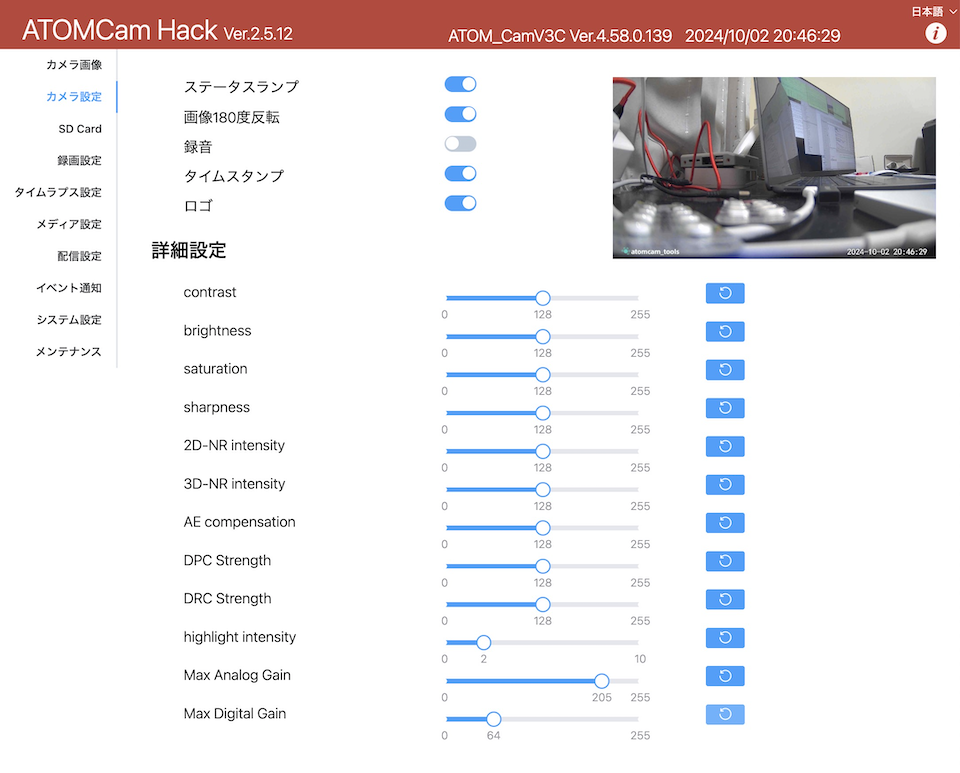 日本語
ATOMCam Hack Ver.2.5.12
ATOM_CamV3C Ver.4.58.0.139 2024/10/02 20:46:29
i
カメラ画像
カメラ設定
SD Card
録画設定
タイムラプス設定
メディア設定
配信設定
イベント通知
システム設定
メンテナンス
ステータスランプ
画像180度反転
録音
タイムスタンプ
ロゴ
atomcam_tools
2024-10-02 20:46:29
詳細設定
contrast
0 128 255
brightness
0 128 255
saturation
0 128 255
sharpness
0 128 255
2D-NR intensity
0 128 255
3D-NR intensity
0 128 255
AE compensation
0 128 255
DPC Strength
0 128 255
DRC Strength
0 128 255
highlight intensity
0 2 10
Max Analog Gain
0 205 255
Max Digital Gain
0 64 255